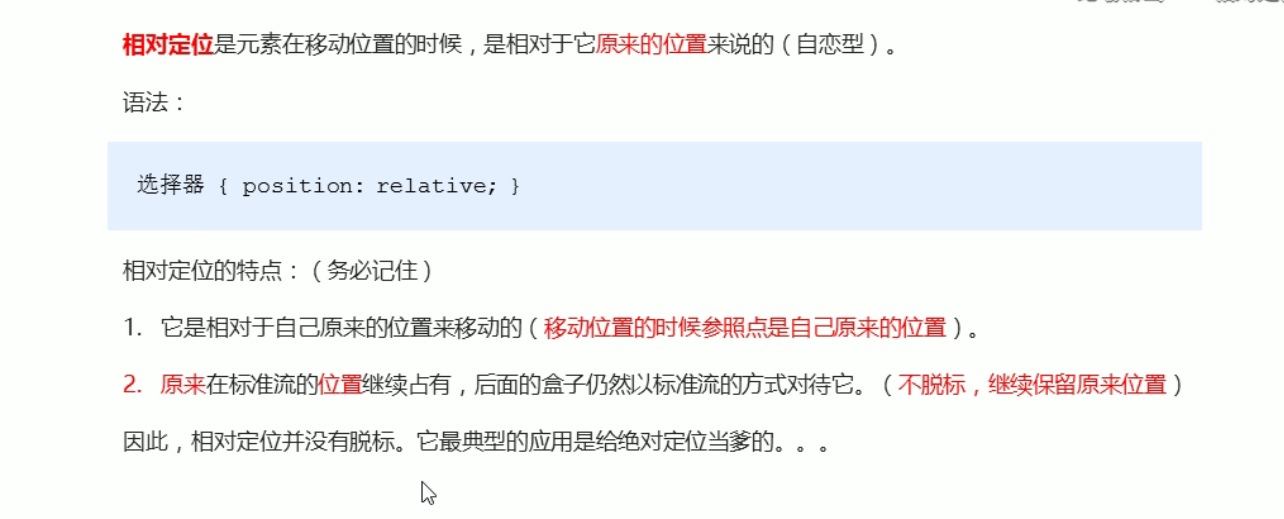 相对定位是元素在移动位置的时候，是相对于它原来的位置来说的（自恋型）。
语法：
选择器 { position: relative; }
相对定位的特点：（务必记住）
1. 它是相对于自己原来的位置来移动的（移动位置的时候参照点是自己原来的位置）。
2. 原来在标准流的位置继续占有，后面的盒子仍然以标准流的方式对待它。（不脱标，继续保留原来位置）
因此，相对定位并没有脱标。它最典型的应用是给绝对定位当爹的。。。